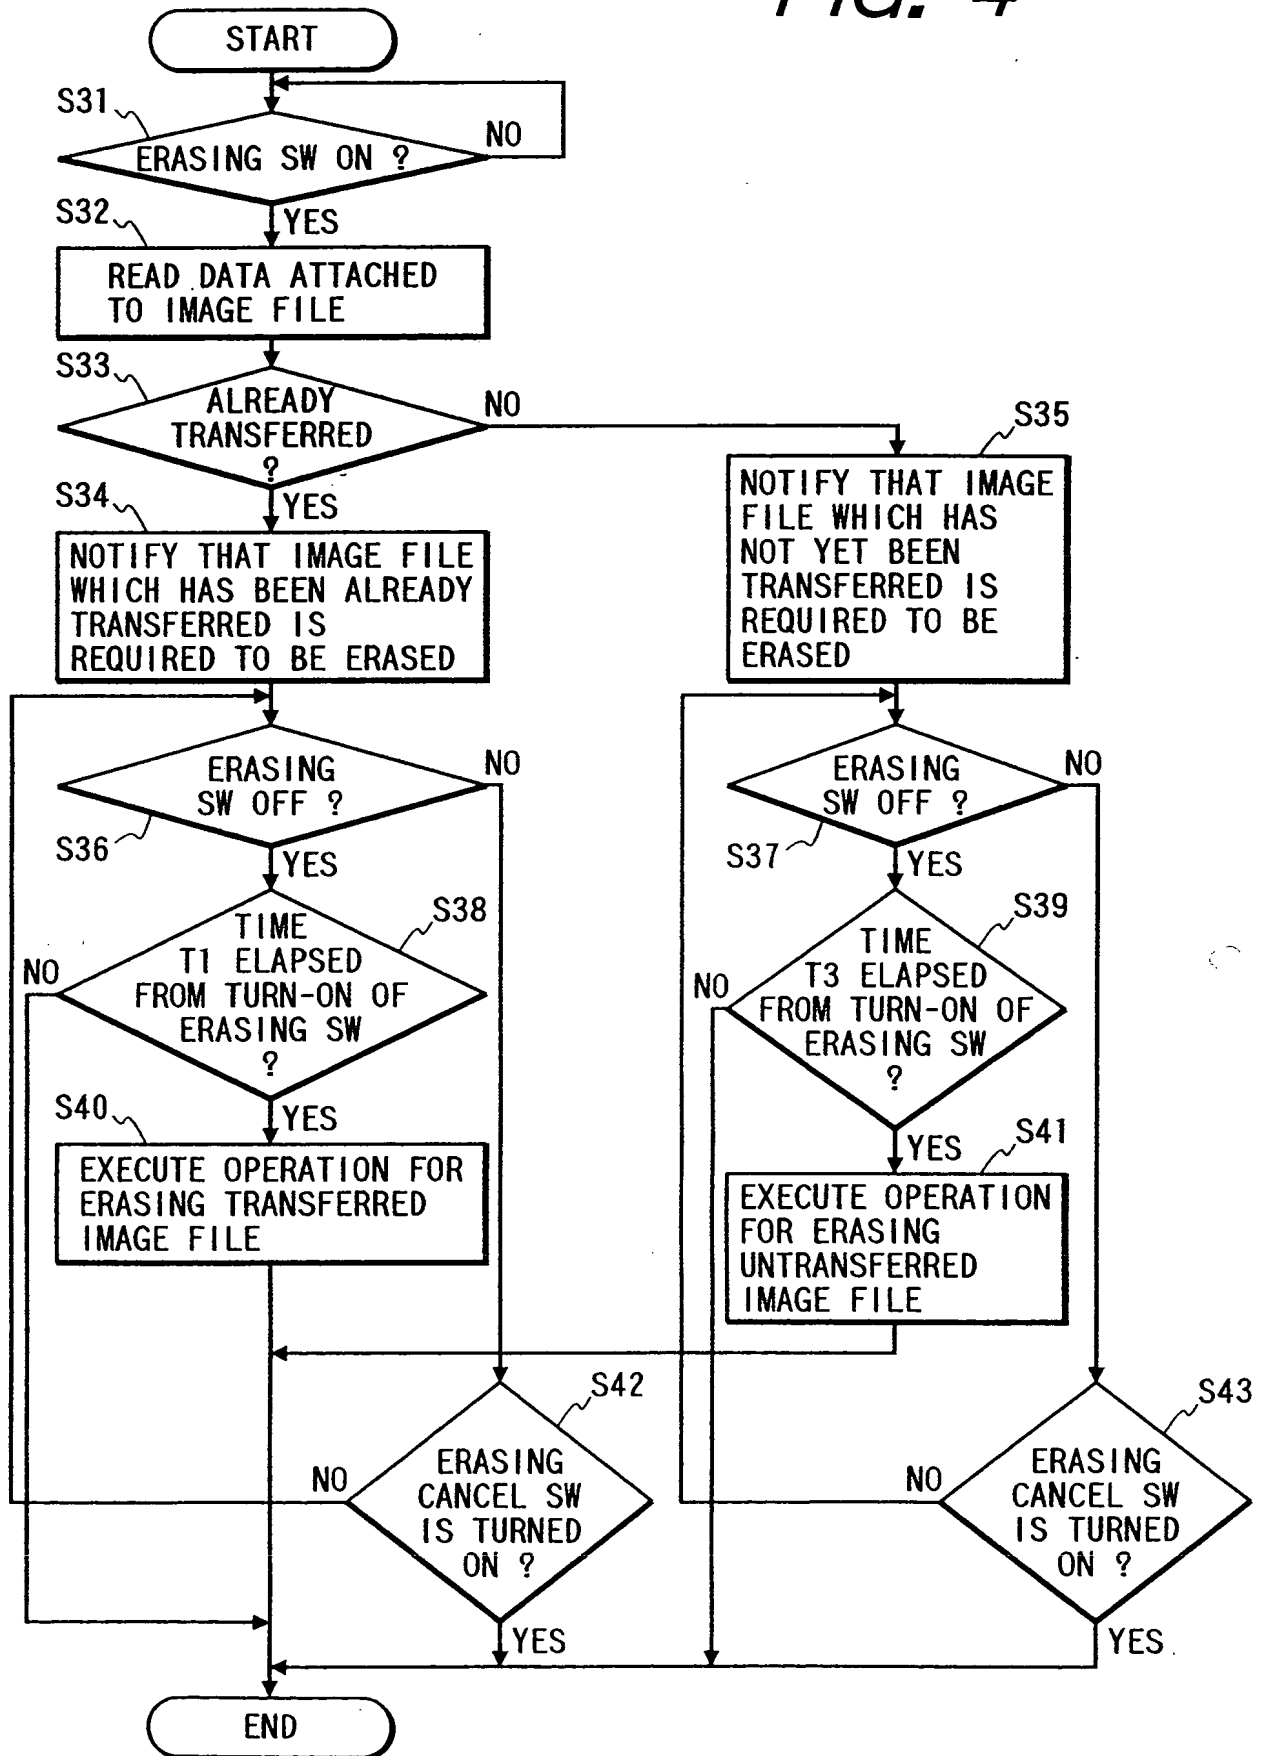 FIG. 4
START
S31
ERASING SW ON ?
NO
YES
S32
READ DATA ATTACHED
TO IMAGE FILE
S33
ALREADY
TRANSFERRED
?
NO
YES
S34
NOTIFY THAT IMAGE FILE
WHICH HAS BEEN ALREADY
TRANSFERRED IS
REQUIRED TO BE ERASED
S35
NOTIFY THAT IMAGE
FILE WHICH HAS
NOT YET BEEN
TRANSFERRED IS
REQUIRED TO BE
ERASED
ERASING
SW OFF ?
NO
S36
YES
ERASING
SW OFF ?
NO
S37
YES
S38
TIME
T1 ELAPSED
FROM TURN-ON OF
ERASING SW
?
NO
YES
S39
TIME
T3 ELAPSED
FROM TURN-ON OF
ERASING SW
?
NO
YES
S40
EXECUTE OPERATION FOR
ERASING TRANSFERRED
IMAGE FILE
S41
EXECUTE OPERATION
FOR ERASING
UNTRANSFERRED
IMAGE FILE
S42
ERASING
CANCEL SW
IS TURNED
ON ?
NO
YES
S43
ERASING
CANCEL SW
IS TURNED
ON ?
NO
YES
END